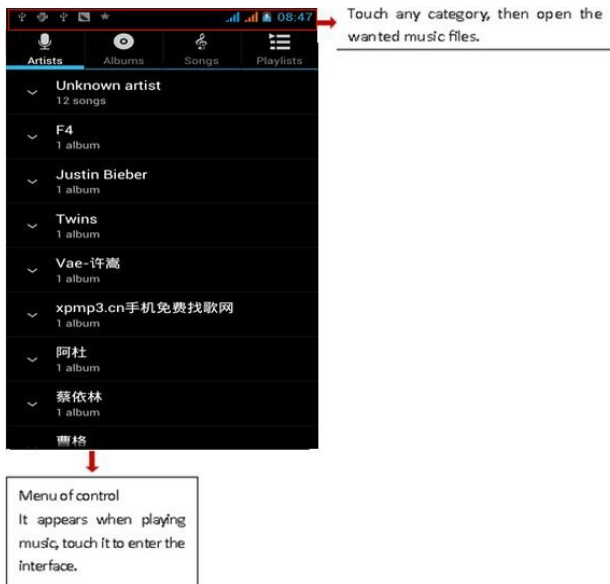 08:47
Touch any category, then open the
wanted music files.
Artists Albums Songs Playlists
Unknown artist
12 songs
F4
1 album
Justin Bieber
1 album
Twins
1 album
Vae-许嵩
1 album
xpmp3.cn手机免费找歌网
1 album
阿杜
1 album
蔡依林
1 album
曹格
Menu of control
It appears when playing
music, touch it to enter the
interface.